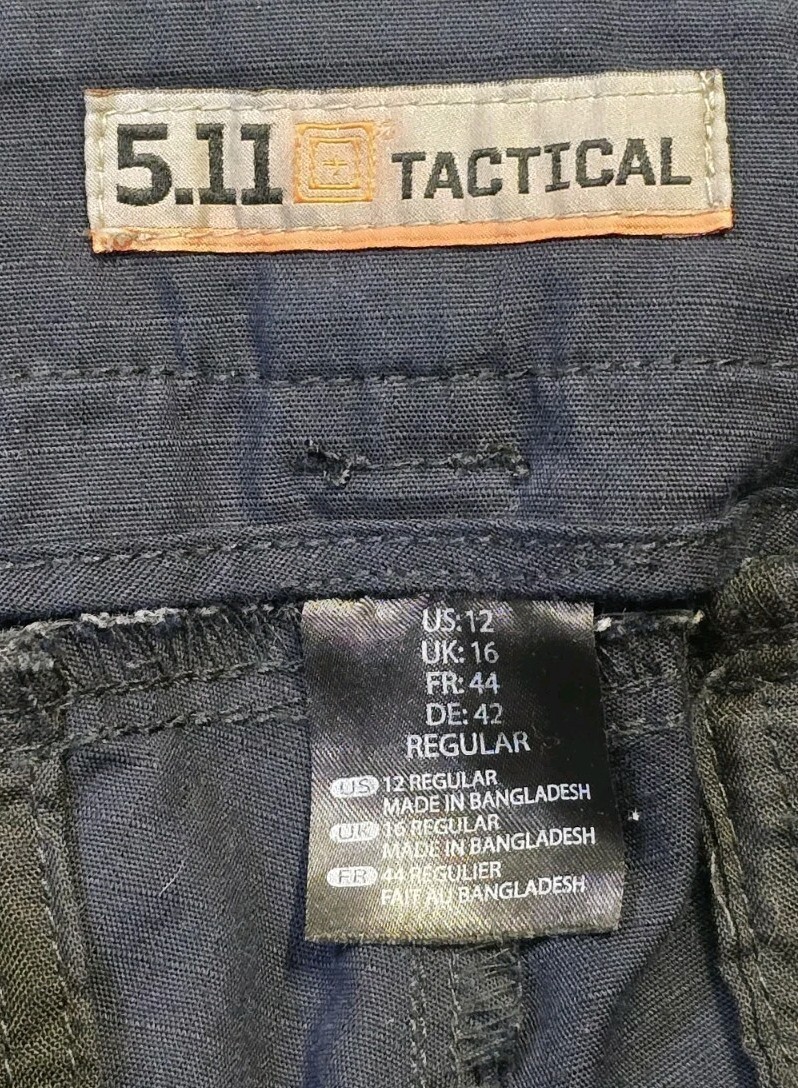 5.11 TACTICAL
US:12
UK: 16
FR: 44
DE: 42
REGULAR
US 12 REGULAR
MADE IN BANGLADESH
UK 16 REGULAR
MADE IN BANGLADESH
FR 44 REGULIER
FAIT AU BANGLADESH